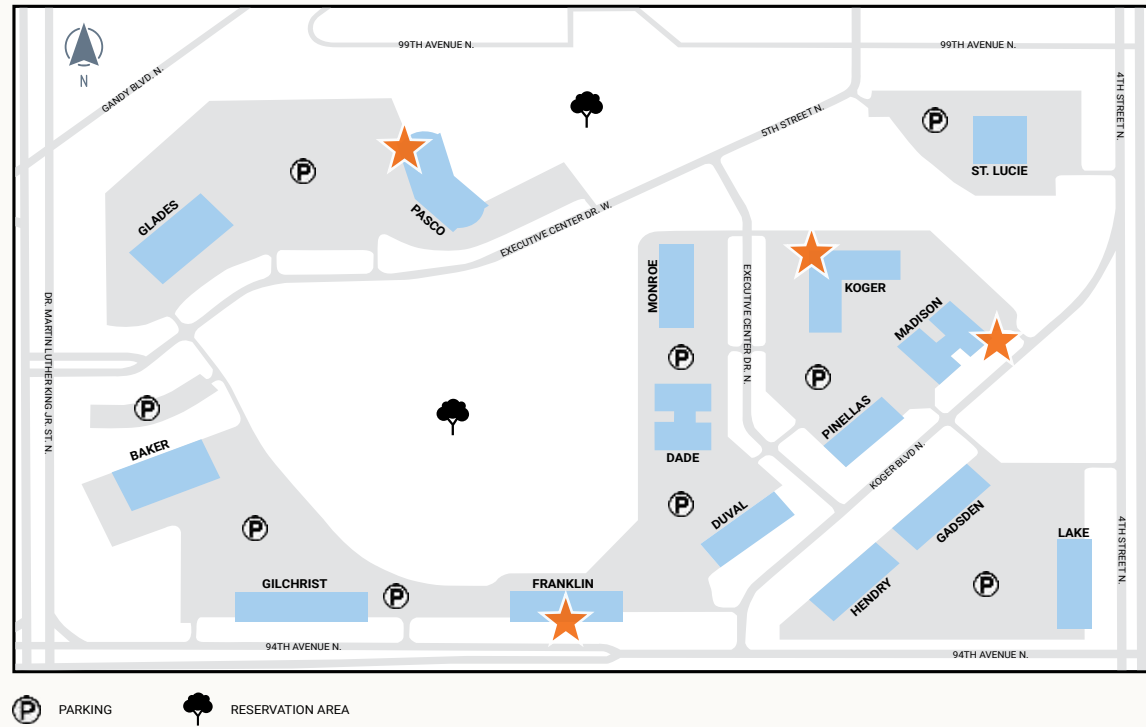 99TH AVENUE N.
99TH AVENUE N.
N
GANDY BLVD. N.
4TH STREET N.
5TH STREET N.
P
P
ST. LUCIE
GLADES
PASCO
EXECUTIVE CENTER DR. W.
MONROE
EXECUTIVE CENTER DR. N.
KOGER
MADISON
DR. MARTIN LUTHER KING JR. ST. N.
P
P
P
PINELLAS
BAKER
DADE
KOGER BLVD N.
P
P
DUVAL
GADSDEN
LAKE
4TH STREET N.
GILCHRIST
P
FRANKLIN
HENDRY
P
94TH AVENUE N.
94TH AVENUE N.
P PARKING
RESERVATION AREA